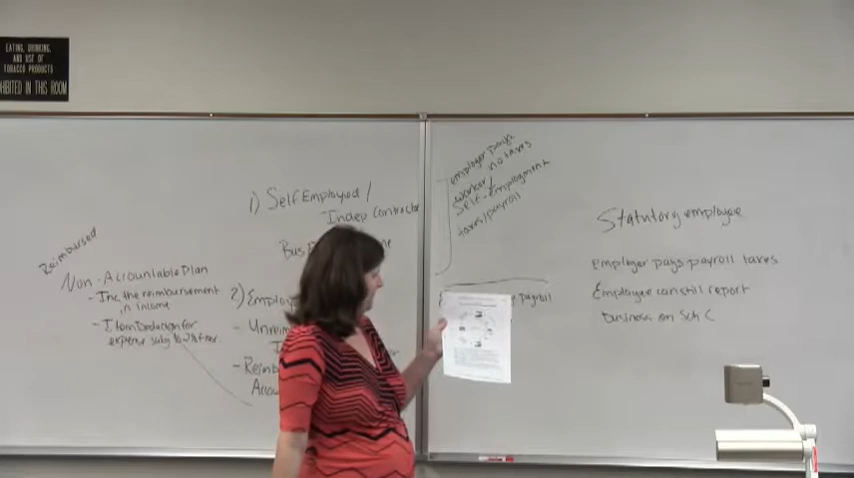 EATING, DRINKING,
AND USE OF
TOBACCO PRODUCTS
HIBITED IN THIS ROOM
Reimbursed
Non-Accountable Plan
- Inc the reimbursement
in income
- Item Deduction for
expense subj to 2% floor
1) Self Employed /
Indep Contractor
Bus
2) Employ
- Unreim
- Reimb
Acco
employer pays
no taxes
worker /
Self-Employment
taxes/payroll
payroll
Statutory employee
employer pays payroll taxes
Employee can still report
business on Sch C